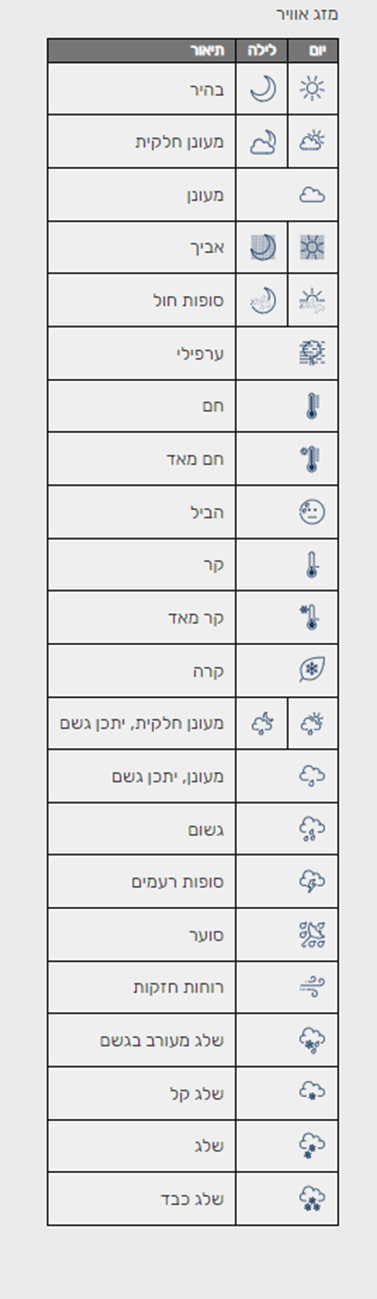 מזג אוויר
יום לילה תיאור
בהיר
מעונן חלקית
מעונן
אביך
סופות חול
ערפילי
חם
חם מאד
הביל
קר
קר מאד
קרה
מעונן חלקית, יתכן גשם
מעונן, יתכן גשם
גשום
סופות רעמים
סוער
רוחות חזקות
שלג מעורב בגשם
שלג קל
שלג
שלג כבד